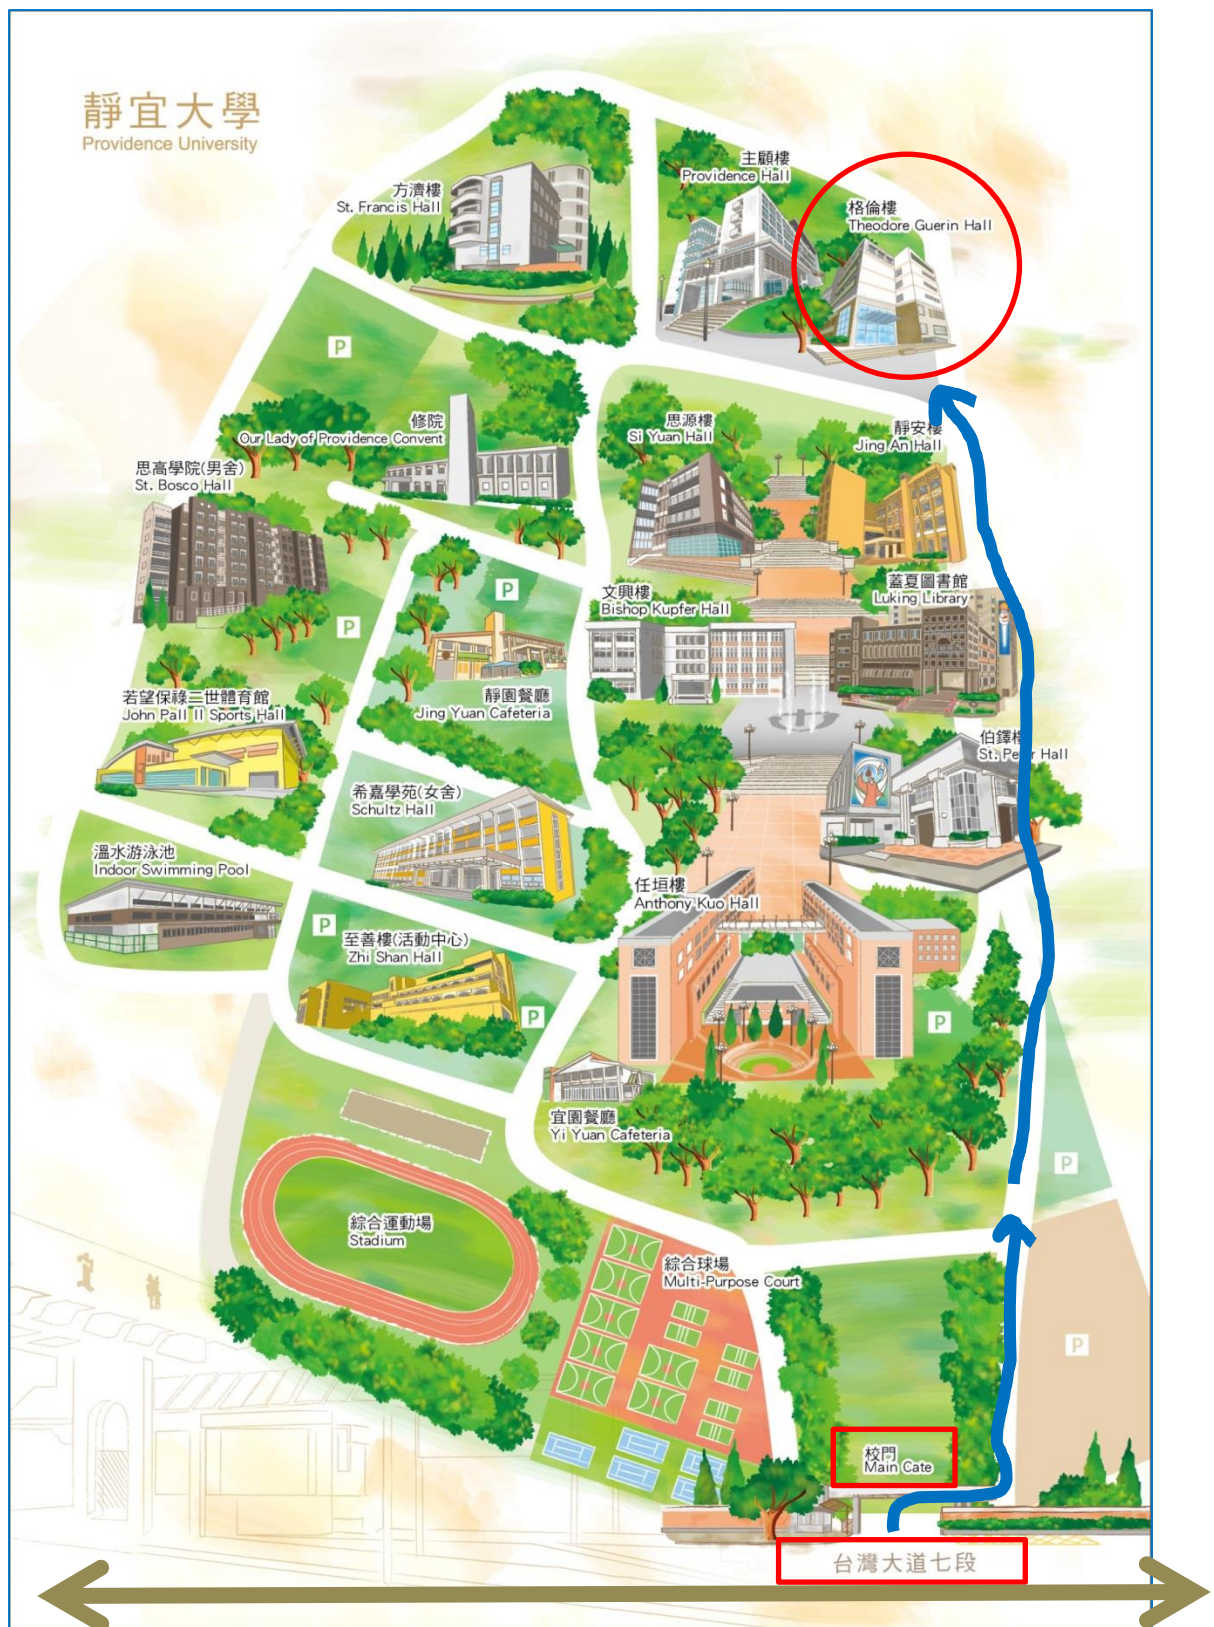 靜宜大學
Providence University
主顧樓
Providence Hall
方濟樓
St. Francis Hall
格倫樓
Theodore Guerin Hall
P
修院
Our Lady of Providence Convent
思源樓
Si Yuan Hall
靜安樓
Jing An Hall
思高學院(男舍)
St. Bosco Hall
P
文興樓
Bishop Kupfer Hall
蓋夏圖書館
Luking Library
P
若望保祿二世體育館
John Pall II Sports Hall
靜園餐廳
Jing Yuan Cafeteria
伯鐸樓
St. Peter Hall
希嘉學苑(女舍)
Schultz Hall
溫水游泳池
Indoor Swimming Pool
任垣樓
Anthony Kuo Hall
P
至善樓(活動中心)
Zhi Shan Hall
P
P
宜園餐廳
Yi Yuan Cafeteria
P
綜合運動場
Stadium
綜合球場
Multi-Purpose Court
P
校門
Main Cate
台灣大道七段